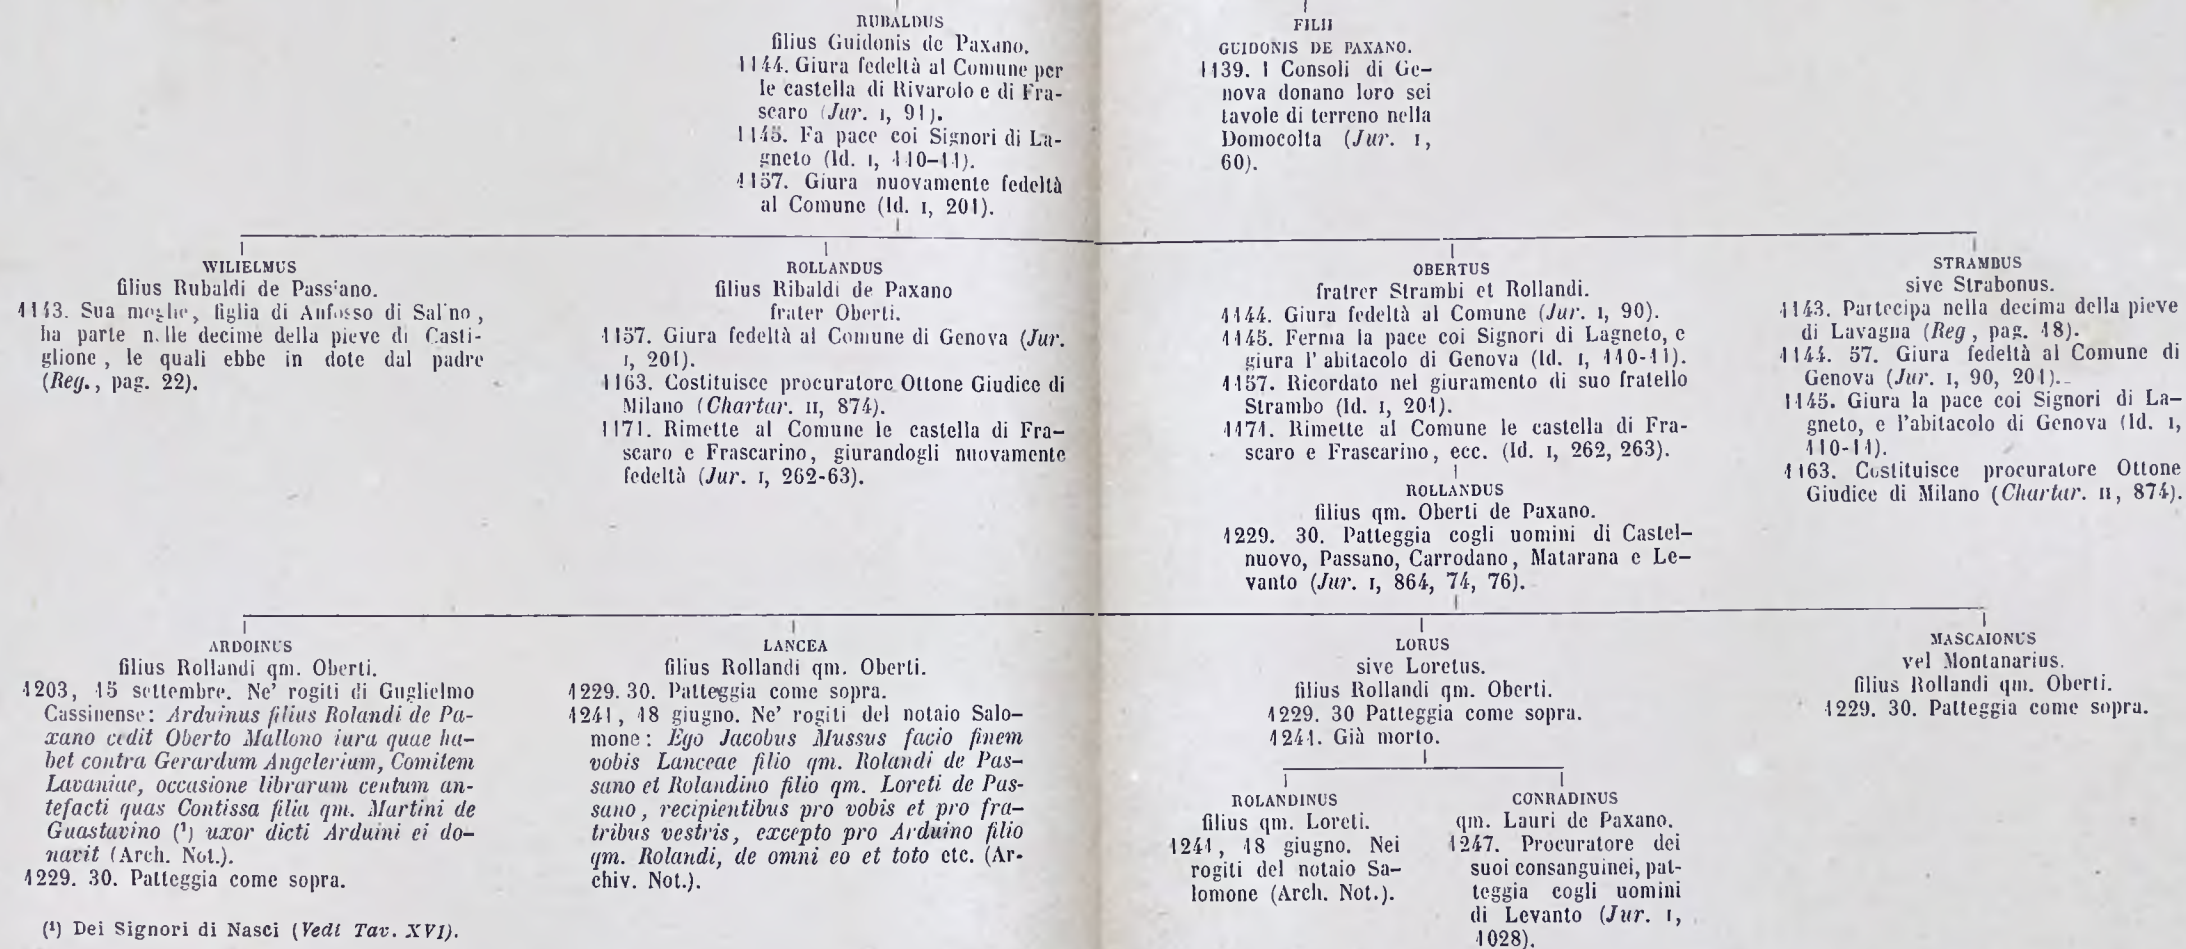 RUBALDUS
filius Guidonis de Paxano.
1144. Giura fedeltà al Comune per
le castella di Rivarolo e di Fra-
scaro (Jur. I, 91).
1145. Fa pace coi Signori di La-
gneto (Id. I, 110-11).
1157. Giura nuovamente fedeltà
al Comune (Id. I, 201).
FILII
GUIDONIS DE PAXANO.
1139. I Consoli di Ge-
nova donano loro sei
tavole di terreno nella
Domocolta (Jur. I,
60).
WILIELMUS
filius Rubaldi de Passiano.
1143. Sua moglie, figlia di Anfosso di Salino,
ha parte nelle decime della pieve di Casti-
glione, le quali ebbe in dote dal padre
(Reg., pag. 22).
ROLLANDUS
filius Ribaldi de Paxano
frater Oberti.
1157. Giura fedeltà al Comune di Genova (Jur.
I, 201).
1163. Costituisce procuratore Ottone Giudice di
Milano (Chartar. II, 874).
1171. Rimette al Comune le castella di Fra-
scaro e Frascarino, giurandogli nuovamente
fedeltà (Jur. I, 262-63).
OBERTUS
fratrer Strambi et Rollandi.
1144. Giura fedeltà al Comune (Jur. I, 90).
1145. Ferma la pace coi Signori di Lagneto, e
giura l'abitacolo di Genova (Id. I, 110-11).
1157. Ricordato nel giuramento di suo fratello
Strambo (Id. I, 201).
1171. Rimette al Comune le castella di Fra-
scaro e Frascarino, ecc. (Id. I, 262, 263).
STRAMBUS
sive Strabonus.
1143. Partecipa nella decima della pieve
di Lavagna (Reg, pag. 18).
1144. 57. Giura fedeltà al Comune di
Genova (Jur. I, 90, 201).
1145. Giura la pace coi Signori di La-
gneto, e l'abitacolo di Genova (Id. I,
110-11).
1163. Costituisce procuratore Ottone
Giudice di Milano (Chartar. II, 874).
ROLLANDUS
filius qm. Oberti de Paxano.
1229. 30. Patteggia cogli uomini di Castel-
nuovo, Passano, Carrodano, Matarana e Le-
vanto (Jur. I, 864, 74, 76).
ARDOINUS
filius Rollandi qm. Oberti.
1203, 15 settembre. Ne' rogiti di Guglielmo
Cassinense: Arduinus filius Rolandi de Pa-
xano cedit Oberto Mallono iura quae ha-
bet contra Gerardum Angelerium, Comitem
Lavaniae, occasione librarum centum an-
tefacti quas Contissa filia qm. Martini de
Guastavino (¹) uxor dicti Arduini ei do-
navit (Arch. Not.).
1229. 30. Patteggia come sopra.
LANCEA
filius Rollandi qm. Oberti.
1229. 30. Patteggia come sopra.
1241, 18 giugno. Ne' rogiti del notaio Salo-
mone: Ego Jacobus Mussus facio finem
vobis Lanceae filio qm. Rolandi de Pas-
sano et Rolandino filio qm. Loreti de Pas-
sano, recipientibus pro vobis et pro fra-
tribus vestris, excepto pro Arduino filio
qm. Rolandi, de omni eo et toto etc. (Ar-
chiv. Not.).
LORUS
sive Loretus.
filius Rollandi qm. Oberti.
1229. 30 Patteggia come sopra.
1241. Già morto.
MASCAIONUS
vel Montanarius.
filius Rollandi qm. Oberti.
1229. 30. Patteggia come sopra.
ROLANDINUS
filius qm. Loreti.
1241, 18 giugno. Nei
rogiti del notaio Sa-
lomone (Arch. Not.).
CONRADINUS
qm. Lauri de Paxano.
1247. Procuratore dei
suoi consanguinei, pat-
teggia cogli uomini
di Levanto (Jur. I,
1028).
(¹) Dei Signori di Nasci (Vedi Tav. XVI).